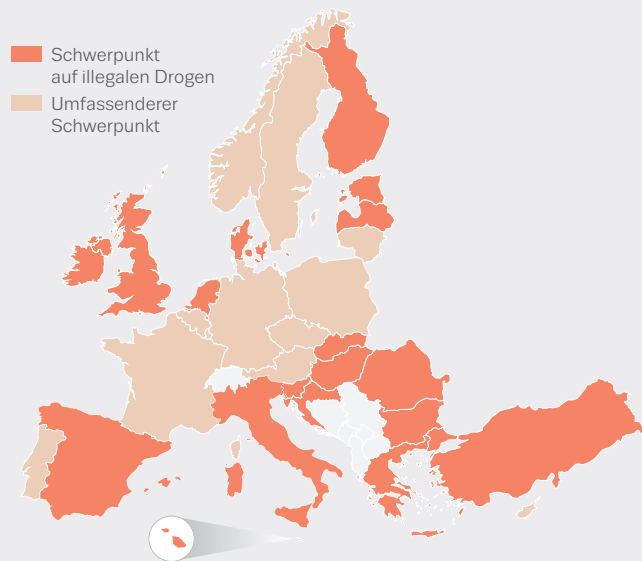 Schwerpunkt
auf illegalen Drogen
Umfassenderer
Schwerpunkt